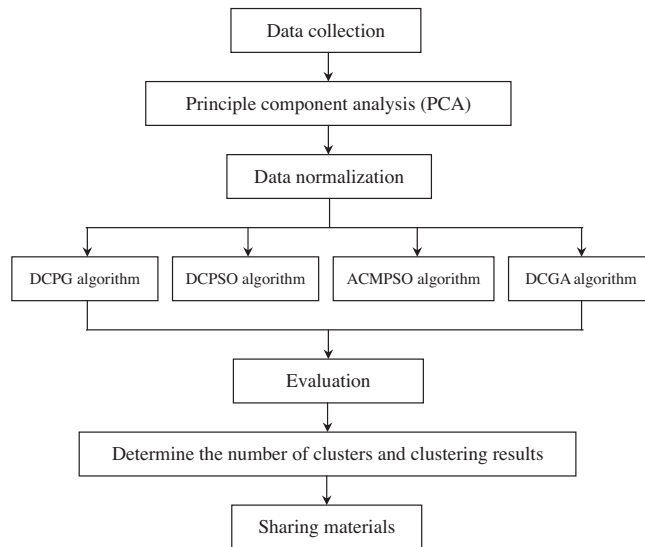 Data collection
Principle component analysis (PCA)
Data normalization
DCPG algorithm
DCPSO algorithm
ACMPSO algorithm
DCGA algorithm
Evaluation
Determine the number of clusters and clustering results
Sharing materials